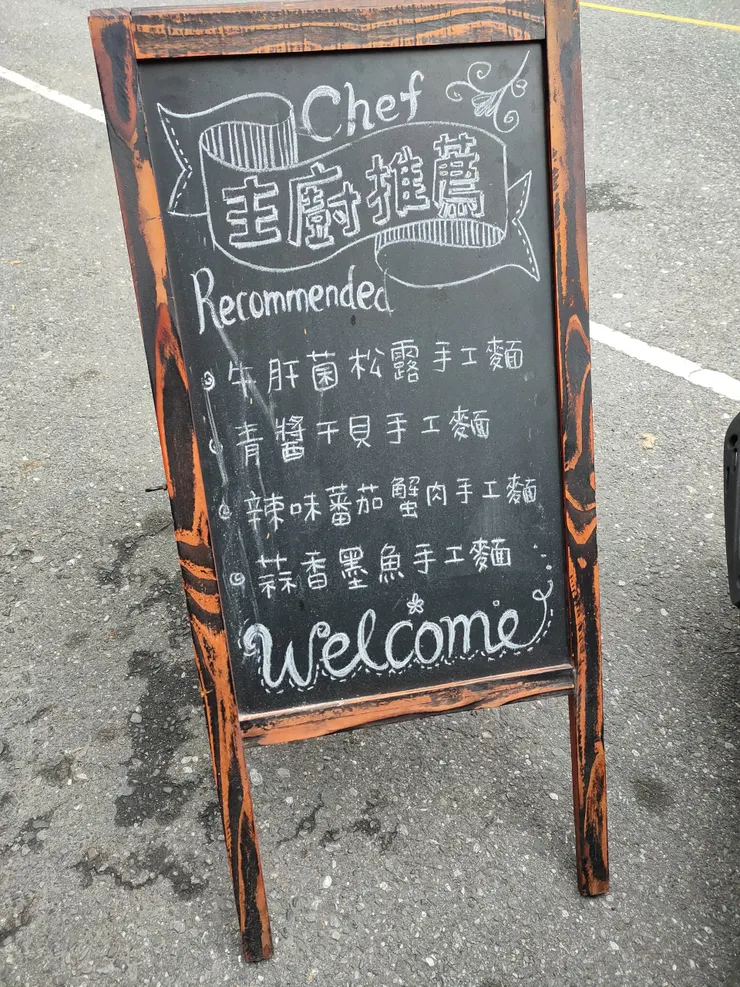 Chef
主廚推薦
Recommended
牛肝菌松露手工麵
青醬干貝手工麵
辣味蕃茄蟹肉手工麵
蒜香墨魚手工麵
Welcome